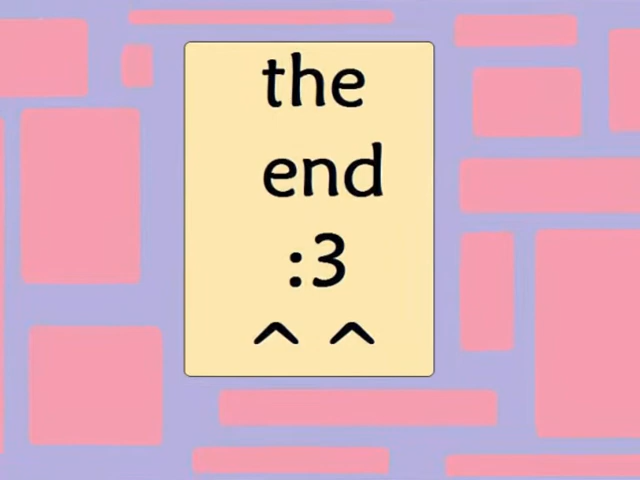 the
end
:3
^ ^